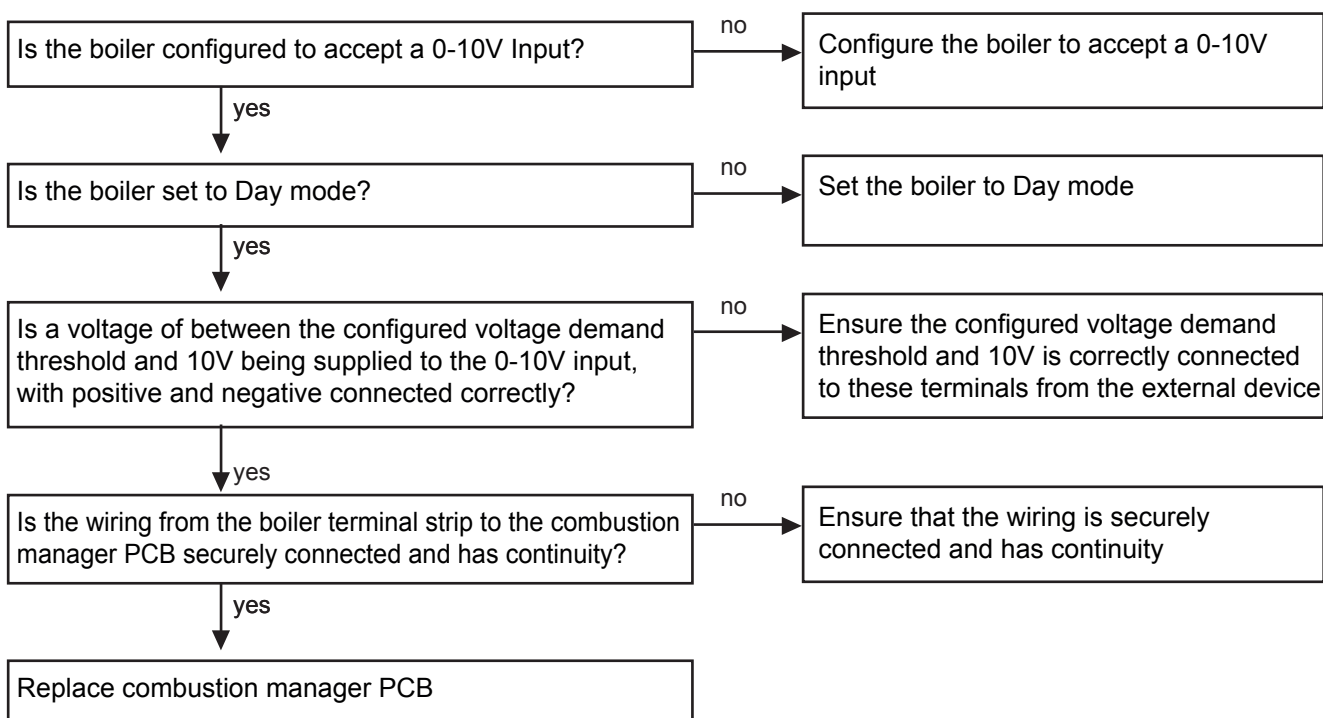 Is the boiler configured to accept a 0-10V Input?
no
Configure the boiler to accept a 0-10V
input
yes
Is the boiler set to Day mode?
no
Set the boiler to Day mode
yes
Is a voltage of between the configured voltage demand
threshold and 10V being supplied to the 0-10V input,
with positive and negative connected correctly?
no
Ensure the configured voltage demand
threshold and 10V is correctly connected
to these terminals from the external device
yes
Is the wiring from the boiler terminal strip to the combustion
manager PCB securely connected and has continuity?
no
Ensure that the wiring is securely
connected and has continuity
yes
Replace combustion manager PCB